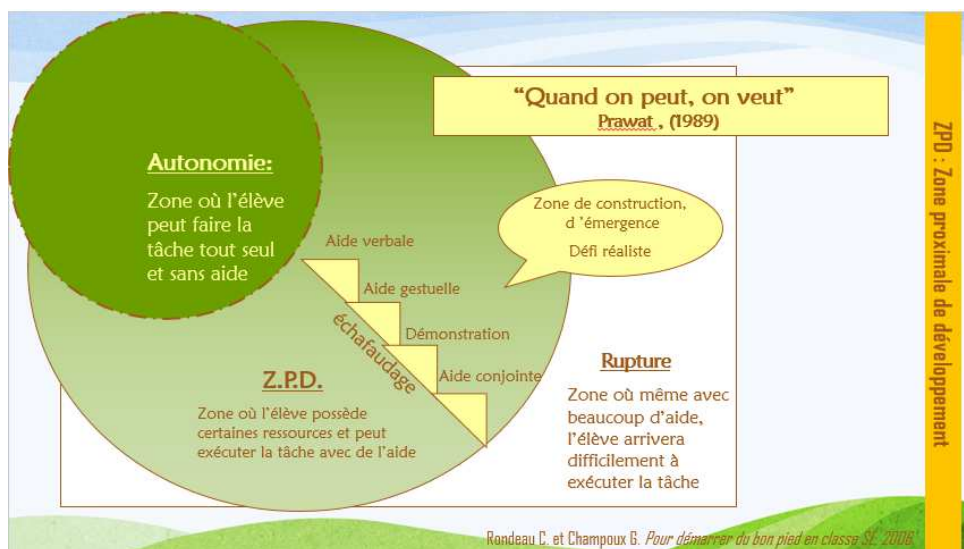 “Quand on peut, on veut”
Prawat , (1989)
Autonomie:
Zone où l’élève
peut faire la
tâche tout seul
et sans aide
Zone de construction,
d ’émergence
Défi réaliste
Aide verbale
Aide gestuelle
Démonstration
Aide conjointe
échafaudage
Z.P.D.
Zone où l’élève possède
certaines ressources et peut
exécuter la tâche avec de l’aide
Rupture
Zone où même avec
beaucoup d’aide,
l’élève arrivera
difficilement à
exécuter la tâche
ZPD : Zone proximale de développement
Rondeau C. et Champoux G. Pour démarrer du bon pied en classe SÉ. 2008.